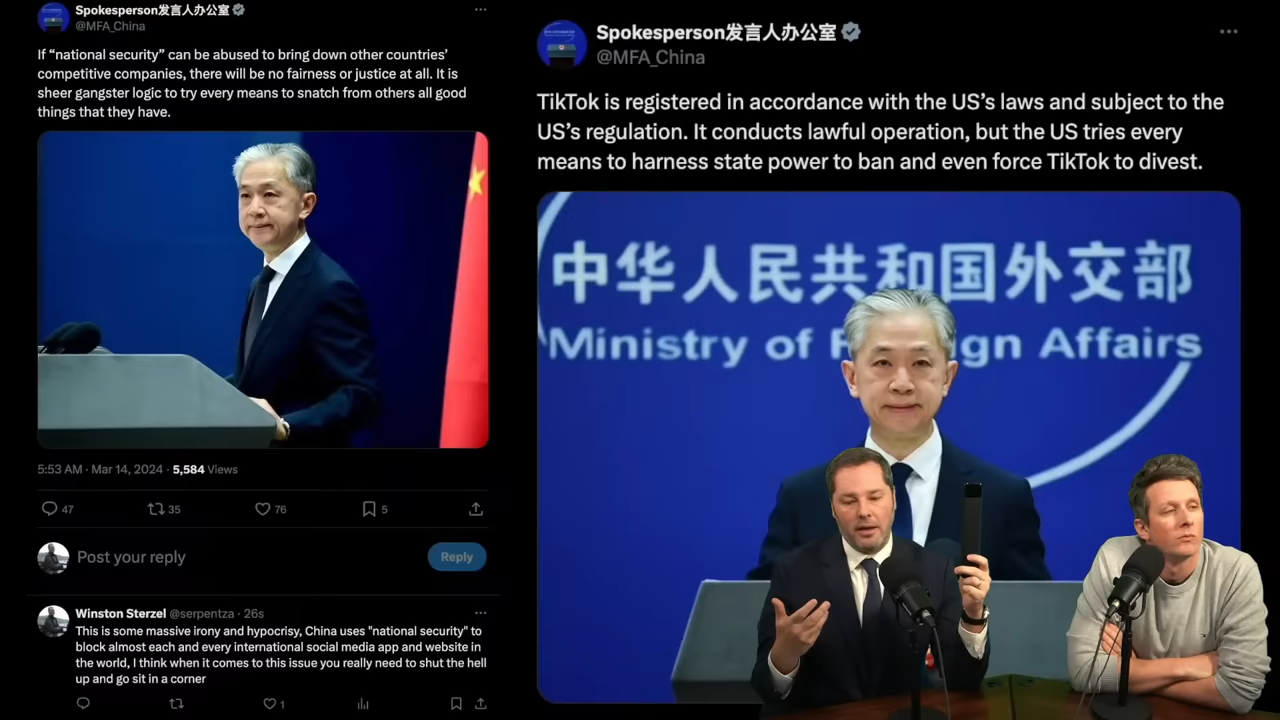 Spokesperson发言人办公室
@MFA_China
If “national security” can be abused to bring down other countries’
competitive companies, there will be no fairness or justice at all. It is
sheer gangster logic to try every means to snatch from others all good
things that they have.
5:53 AM · Mar 14, 2024 · 5,584 Views
47 35 76 5
Post your reply
Reply
Winston Sterzel @serpentza · 26s
This is some massive irony and hypocrisy, China uses "national security" to
block almost each and every international social media app and website in
the world, I think when it comes to this issue you really need to shut the hell
up and go sit in a corner
1
Spokesperson发言人办公室
@MFA_China
TikTok is registered in accordance with the US’s laws and subject to the
US’s regulation. It conducts lawful operation, but the US tries every
means to harness state power to ban and even force TikTok to divest.
中华人民共和国外交部
Ministry of F gn Affairs